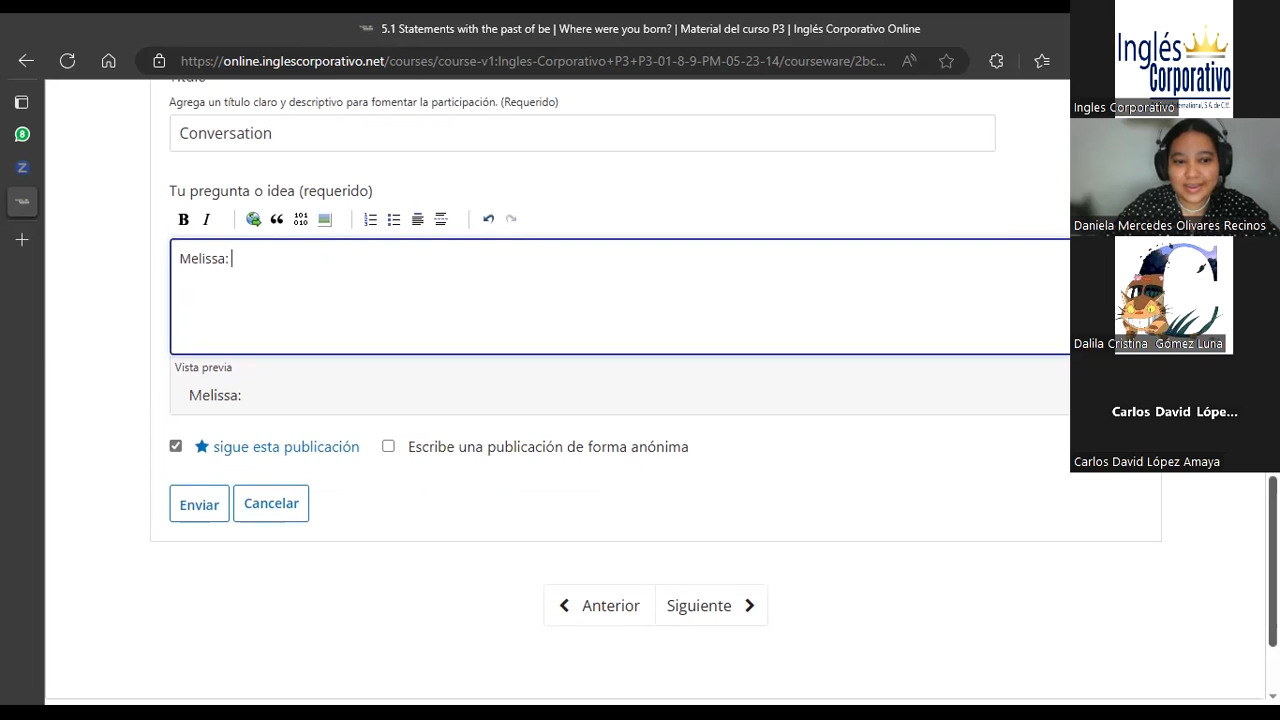 5.1 Statements with the past of be | Where were you born? | Material del curso P3 | Inglés Corporativo Online
https://online.inglescorporativo.net/courses/course-v1:Ingles-Corporativo+P3+P3-01-8-9-PM-05-23-14/courseware/2bc...
Agrega un título claro y descriptivo para fomentar la participación. (Requerido)
Conversation
Tu pregunta o idea (requerido)
B I
101
010
Melissa:
Vista previa
Melissa:
sigue esta publicación
Escribe una publicación de forma anónima
Enviar
Cancelar
Anterior
Siguiente
8
Z
Inglés
Corporativo
Ingles Corporativo
Daniela Mercedes Olivares Recinos
Dalila Cristina Gómez Luna
Carlos David Lópe...
Carlos David López Amaya